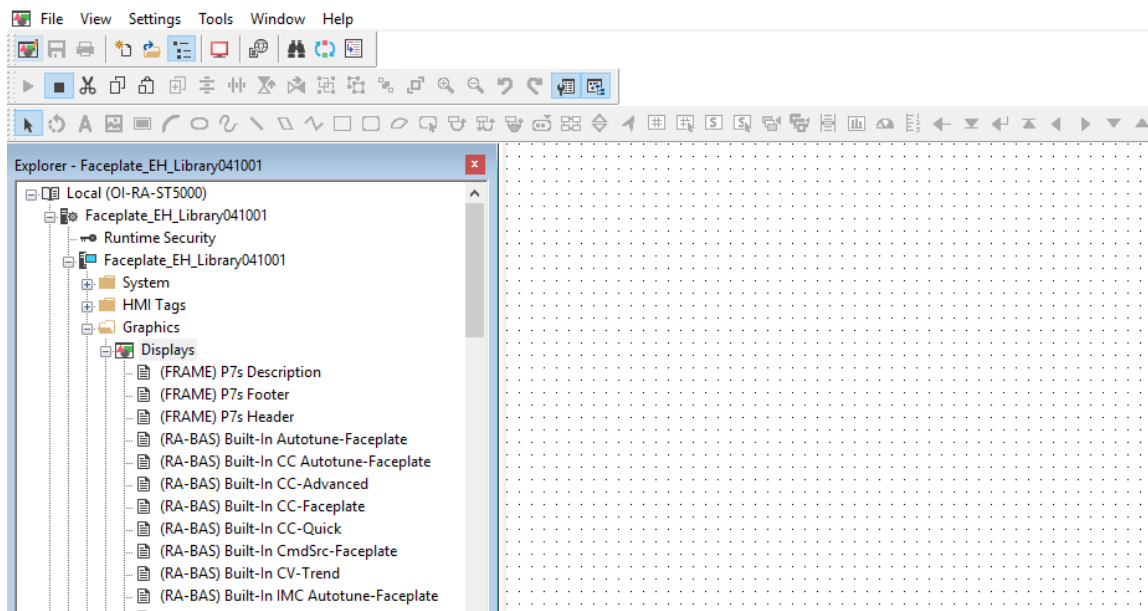 File View Settings Tools Window Help
Explorer - Faceplate_EH_Library041001
Local (OI-RA-ST5000)
Faceplate_EH_Library041001
Runtime Security
Faceplate_EH_Library041001
System
HMI Tags
Graphics
Displays
(FRAME) P7s Description
(FRAME) P7s Footer
(FRAME) P7s Header
(RA-BAS) Built-In Autotune-Faceplate
(RA-BAS) Built-In CC Autotune-Faceplate
(RA-BAS) Built-In CC-Advanced
(RA-BAS) Built-In CC-Faceplate
(RA-BAS) Built-In CC-Quick
(RA-BAS) Built-In CmdSrc-Faceplate
(RA-BAS) Built-In CV-Trend
(RA-BAS) Built-In IMC Autotune-Faceplate